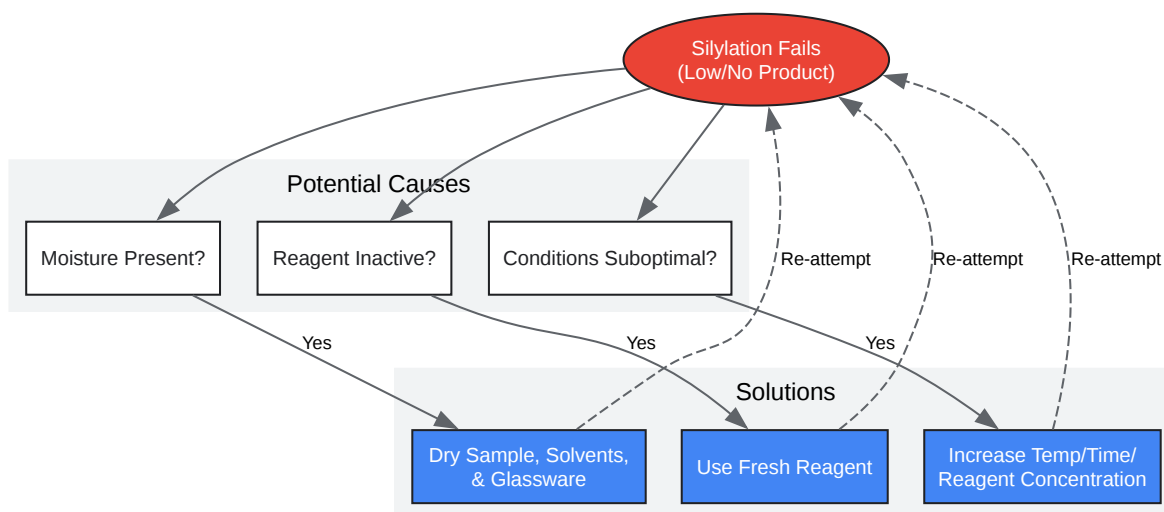 Silylation Fails
(Low/No Product)
Potential Causes
Moisture Present?
Reagent Inactive?
Conditions Suboptimal?
Re-attempt
Re-attempt
Re-attempt
Yes
Yes
Yes
Solutions
Dry Sample, Solvents,
& Glassware
Use Fresh Reagent
Increase Temp/Time/
Reagent Concentration